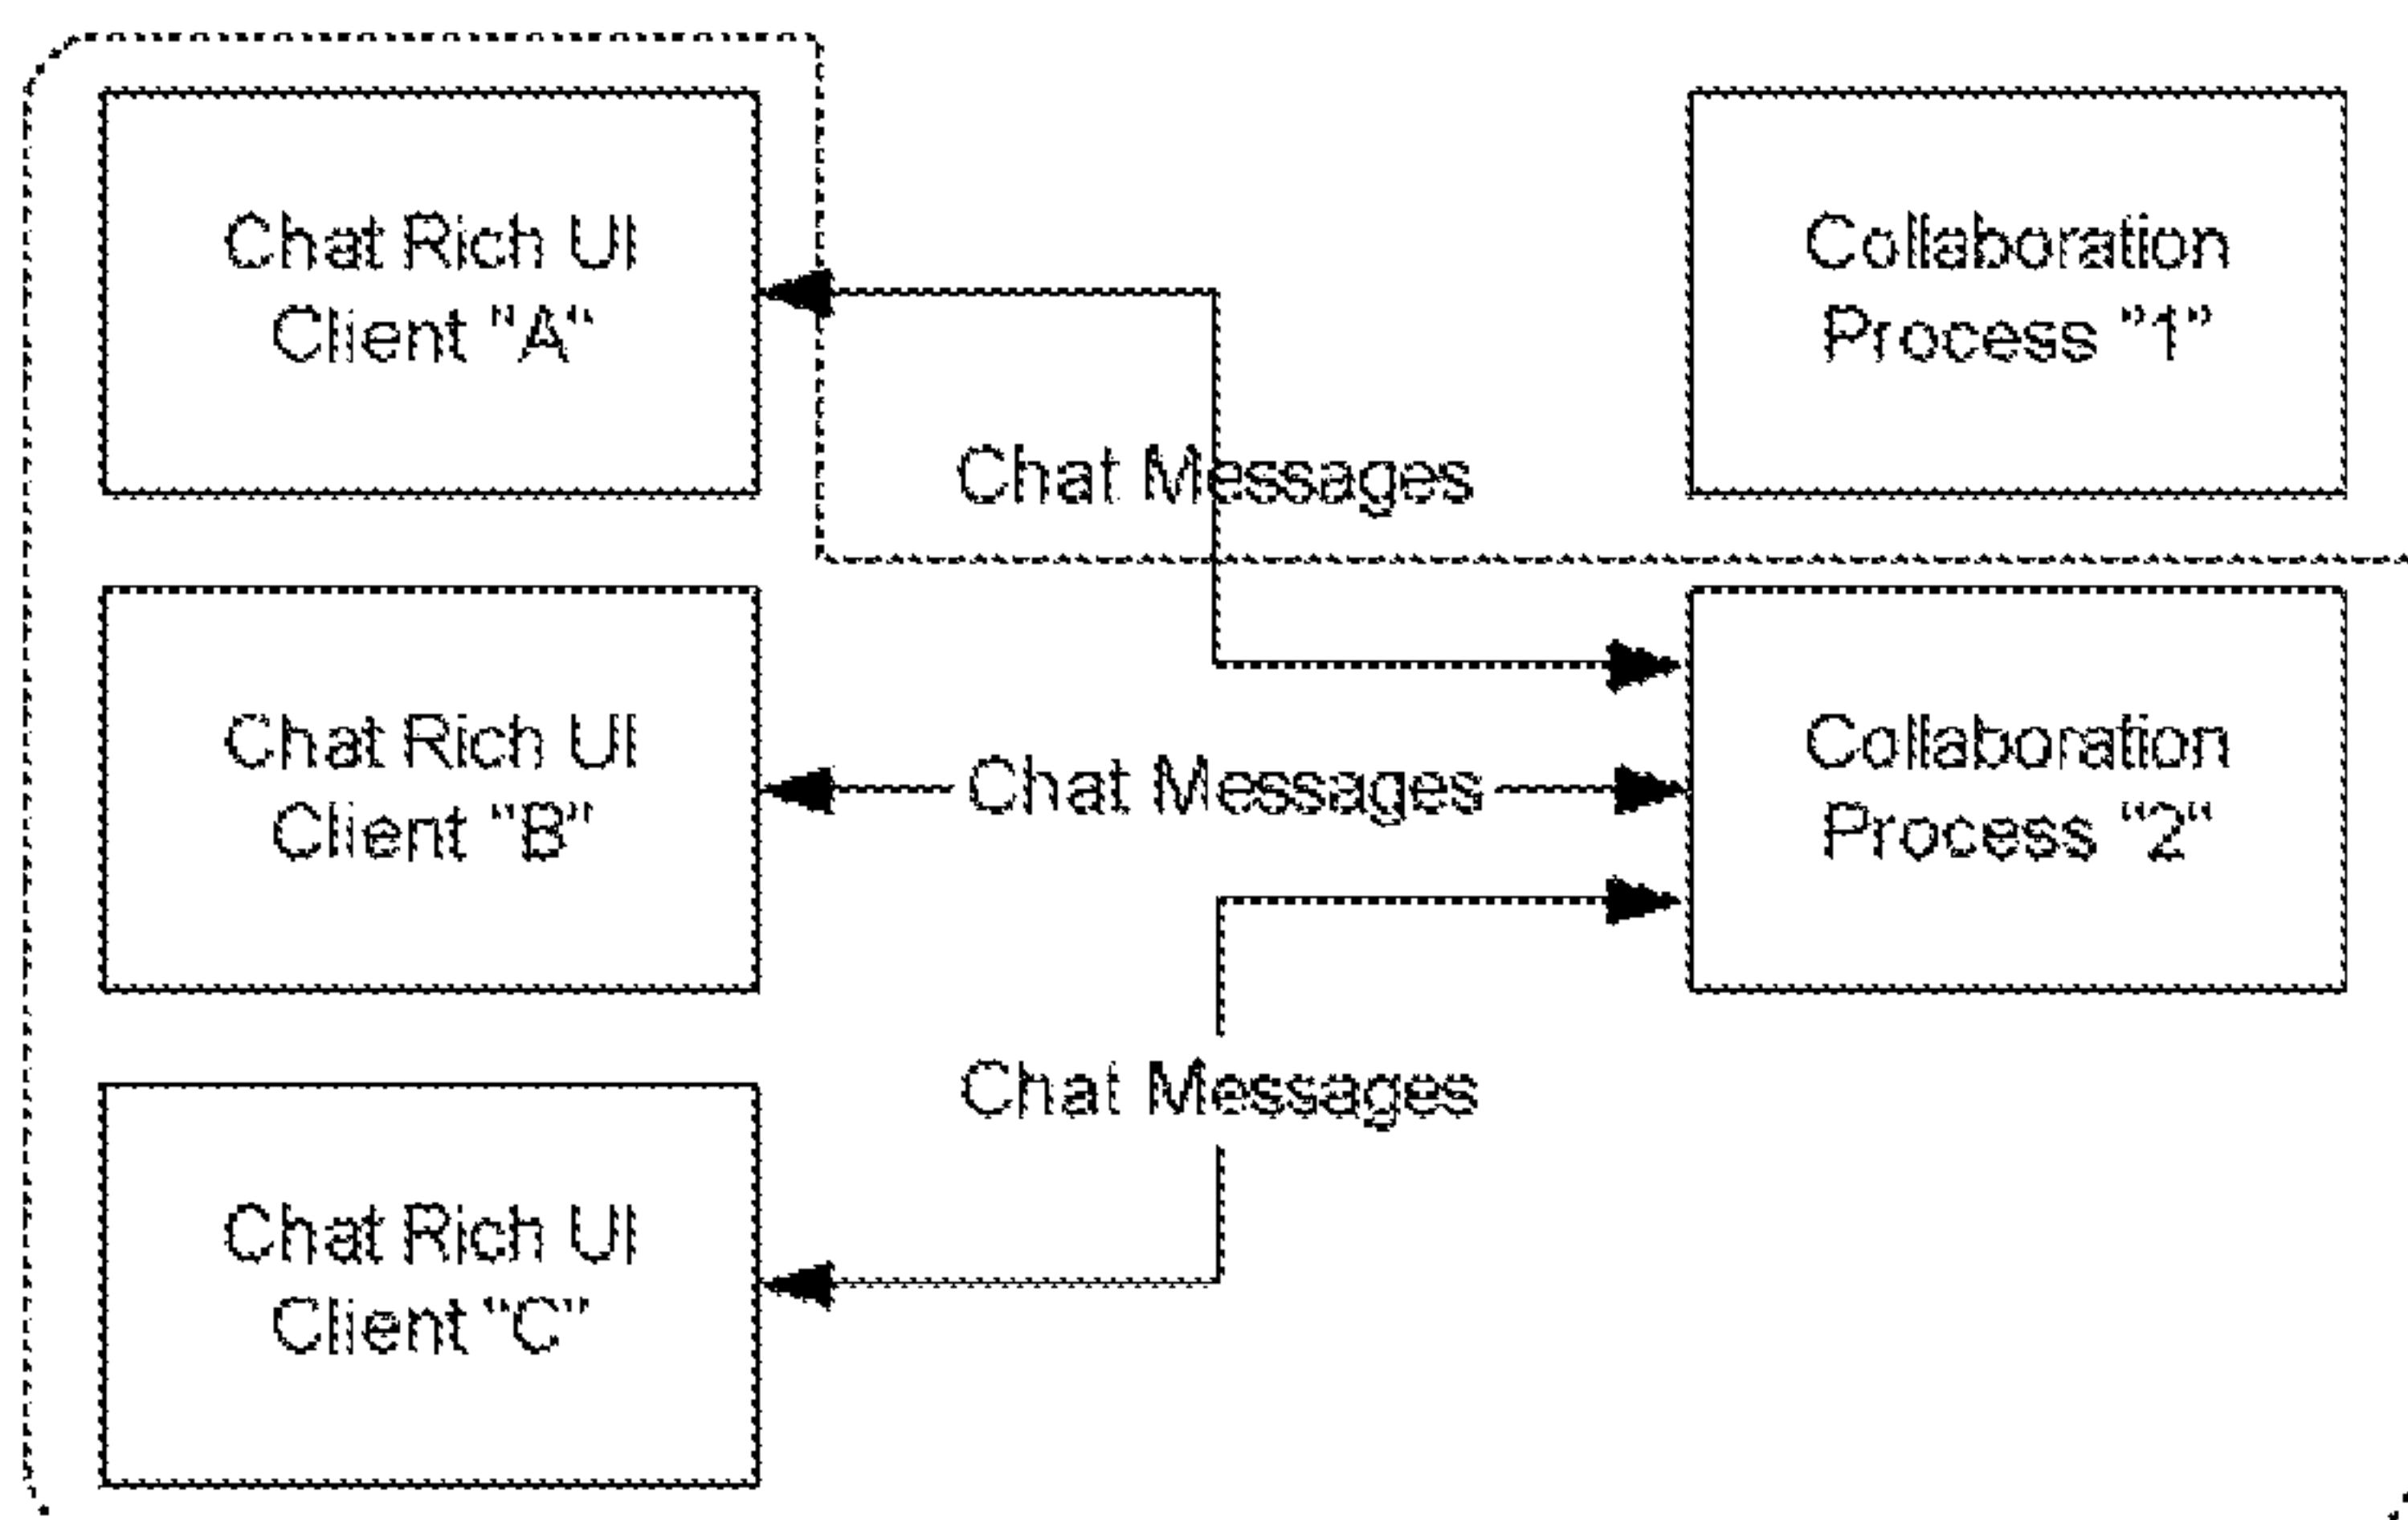 Chat Rich UI
Client "A"
Collaboration
Process "1"
Chat Messages
Chat Rich UI
Client "B"
Chat Messages
Collaboration
Process "2"
Chat Messages
Chat Rich UI
Client "C"